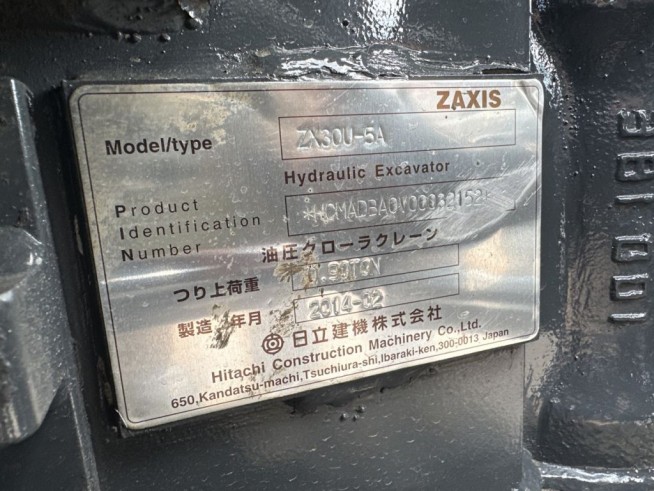 ZAXIS
Model/type ZX30U-5A
Hydraulic Excavator
Product
Identification
Number
油圧クローラクレーン
つり上荷重
製造 年月 2014-02
日立建機株式会社
Hitachi Construction Machinery Co.,Ltd.
650,Kandatsu-machi,Tsuchiura-shi,Ibaraki-ken,300-0013 Japan